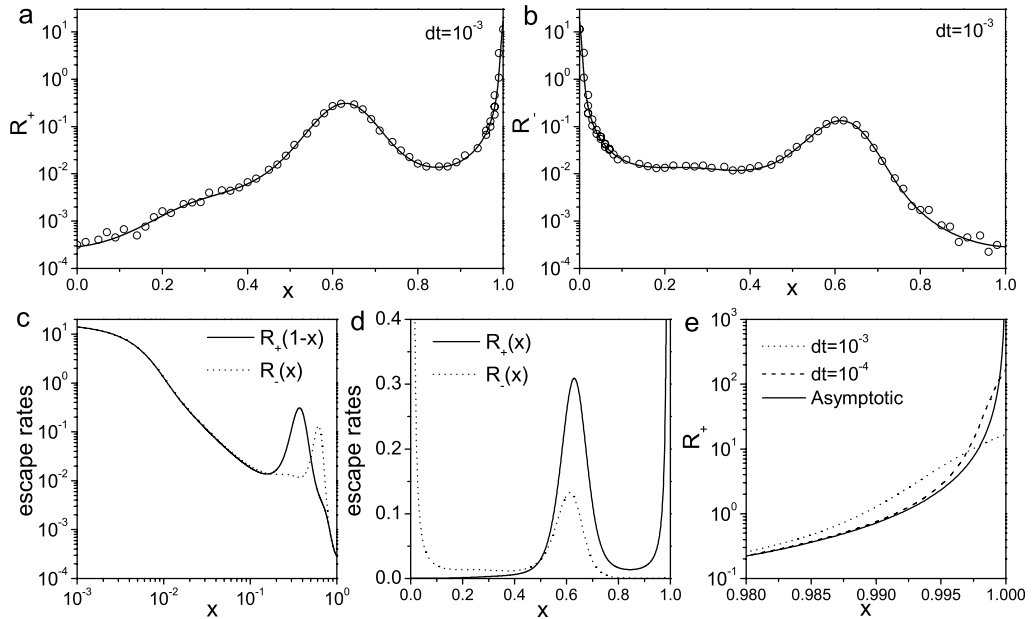 a
dt=10⁻³
R₊
10¹
10⁰
10⁻¹
10⁻²
10⁻³
10⁻⁴
0.0 0.2 0.4 0.6 0.8 1.0
x
b
dt=10⁻³
R₋
10¹
10⁰
10⁻¹
10⁻²
10⁻³
10⁻⁴
0.0 0.2 0.4 0.6 0.8 1.0
x
c
R₊(1-x)
R₋(x)
escape rates
10¹
10⁰
10⁻¹
10⁻²
10⁻³
10⁻⁴
10⁻³ 10⁻² 10⁻¹ 10⁰
x
d
R₊(x)
R₋(x)
escape rates
0.4
0.3
0.2
0.1
0.0
0.0 0.2 0.4 0.6 0.8 1.0
x
e
dt=10⁻³
dt=10⁻⁴
Asymptotic
R₊
10³
10²
10¹
10⁰
10⁻¹
0.980 0.985 0.990 0.995 1.000
x